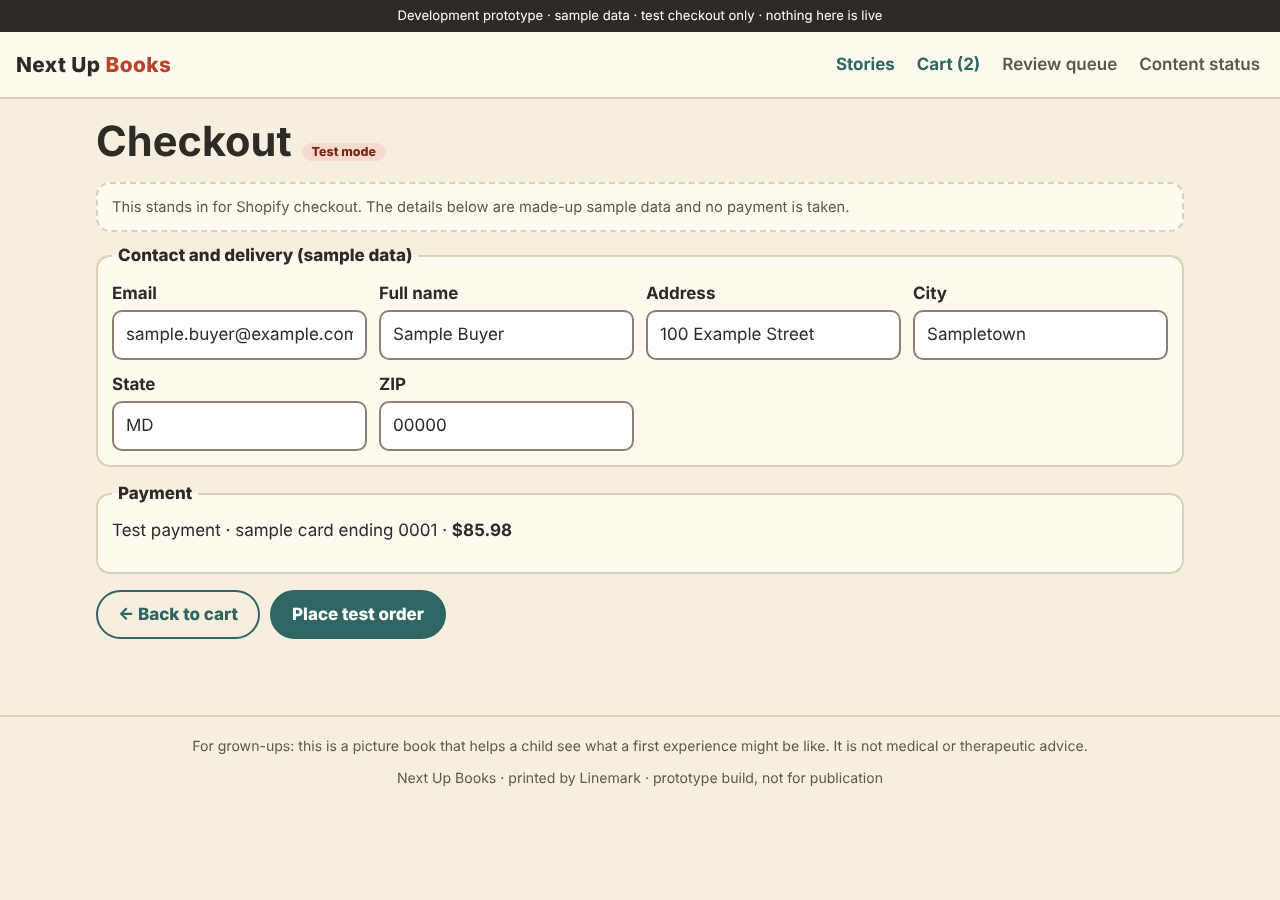 Development prototype · sample data · test checkout only · nothing here is live
Next Up Books
Stories Cart (2) Review queue Content status
Checkout Test mode
This stands in for Shopify checkout. The details below are made-up sample data and no payment is taken.
Contact and delivery (sample data)
Email Full name Address City
sample.buyer@example.com Sample Buyer 100 Example Street Sampletown
State ZIP
MD 00000
Payment
Test payment · sample card ending 0001 · $85.98
← Back to cart Place test order
For grown-ups: this is a picture book that helps a child see what a first experience might be like. It is not medical or therapeutic advice.
Next Up Books · printed by Linemark · prototype build, not for publication